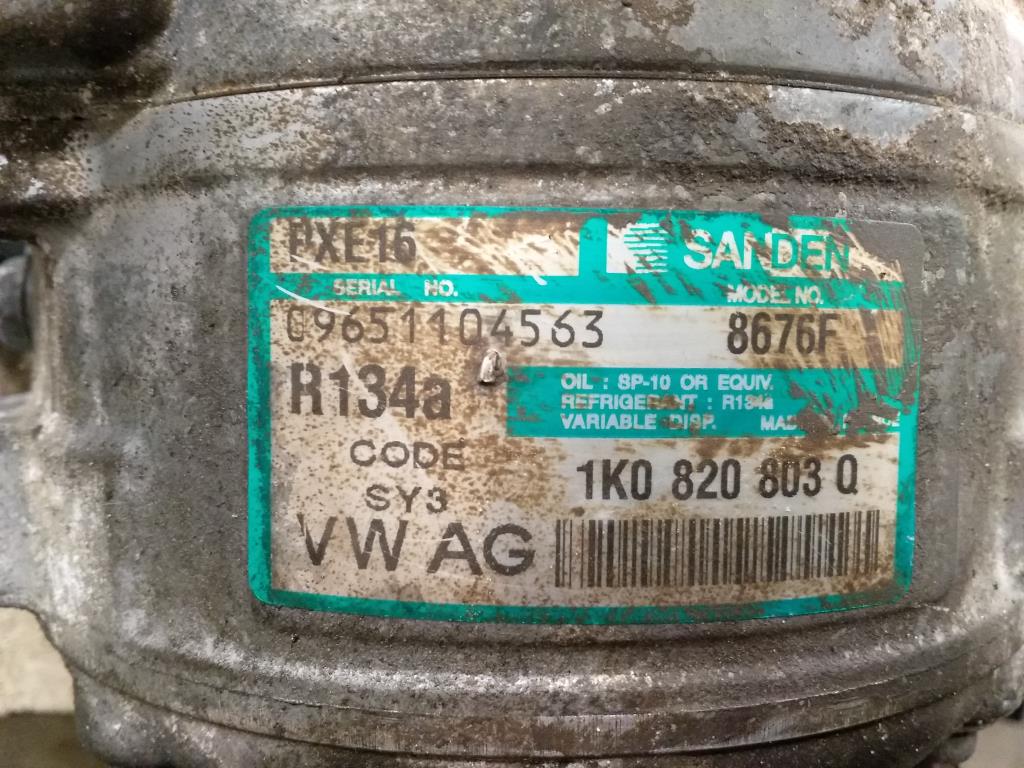 PXE16 SANDEN
SERIAL NO. MODEL NO.
09651104563 8676F
R134a
OIL : SP-10 OR EQUIV.
REFRIGERANT : R134a
VARIABLE DISP.
CODE
SY3
1K0 820 803 Q
VW AG